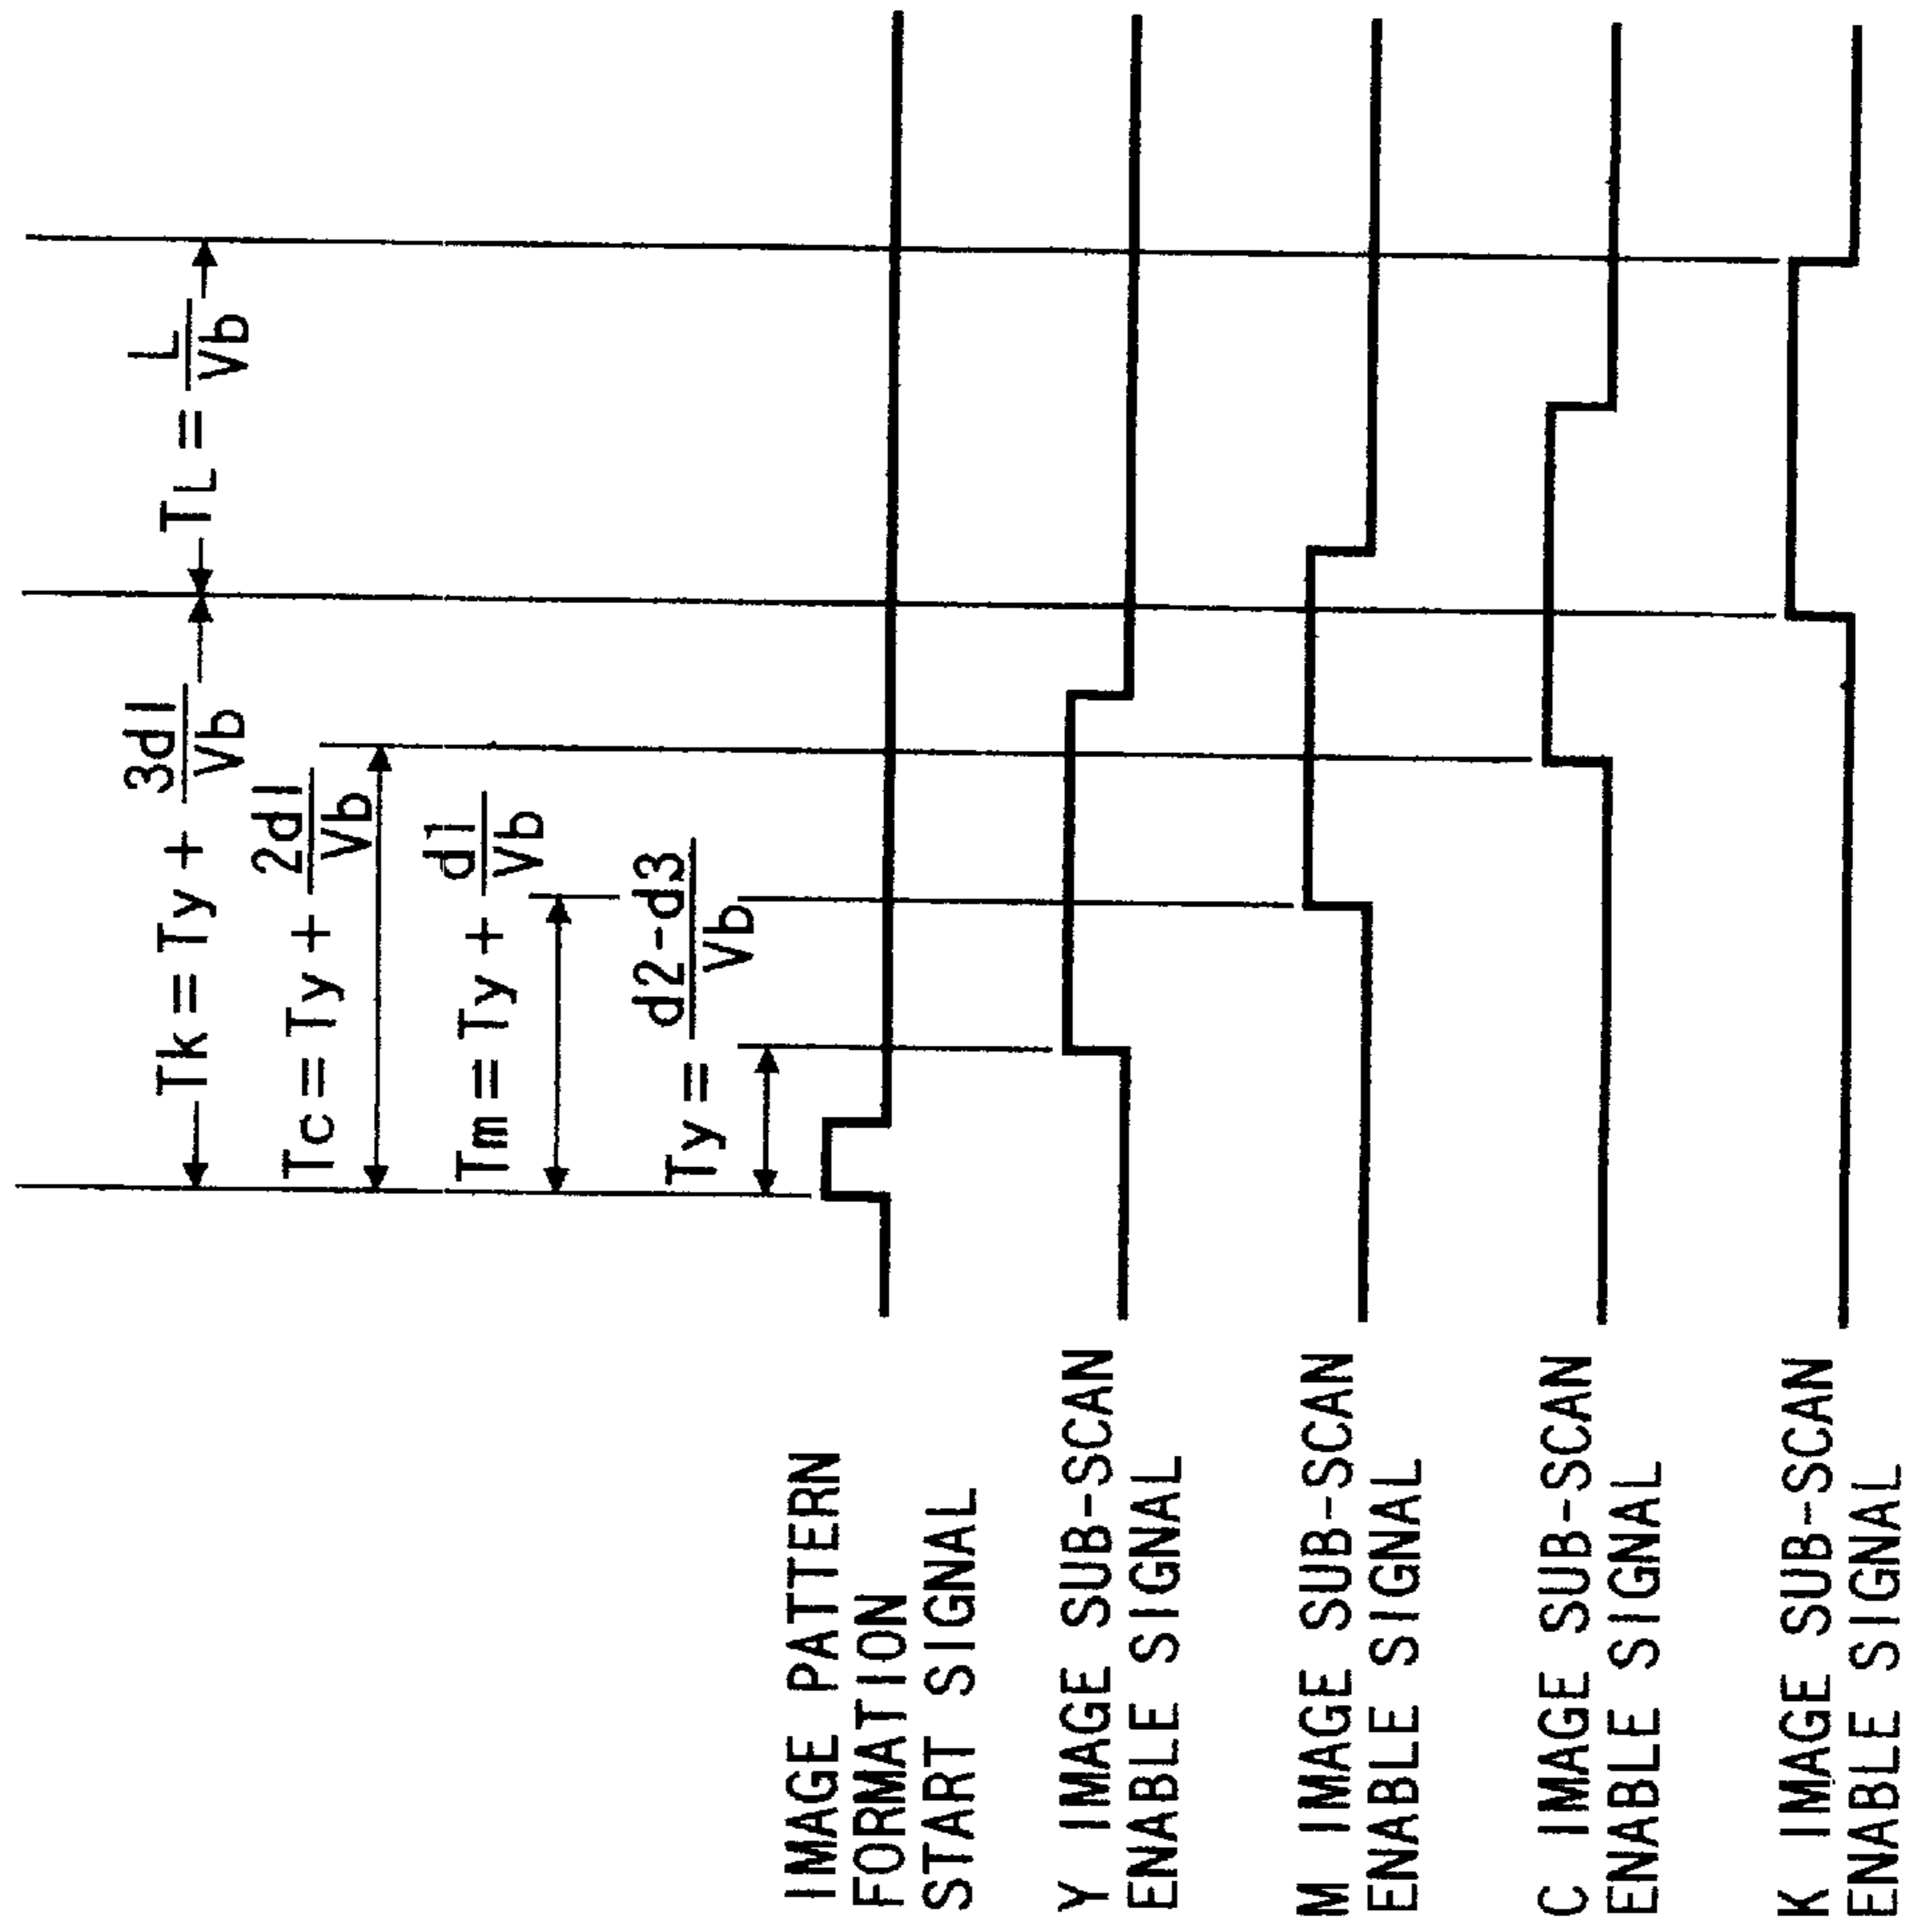 Tk = Ty + 3d1/Vb
TL = L/Vb
Tc = Ty + 2d1/Vb
Tm = Ty + d1/Vb
Ty = d2-d3/Vb
IMAGE PATTERN
FORMATION
START SIGNAL
Y IMAGE SUB-SCAN
ENABLE SIGNAL
M IMAGE SUB-SCAN
ENABLE SIGNAL
C IMAGE SUB-SCAN
ENABLE SIGNAL
K IMAGE SUB-SCAN
ENABLE SIGNAL